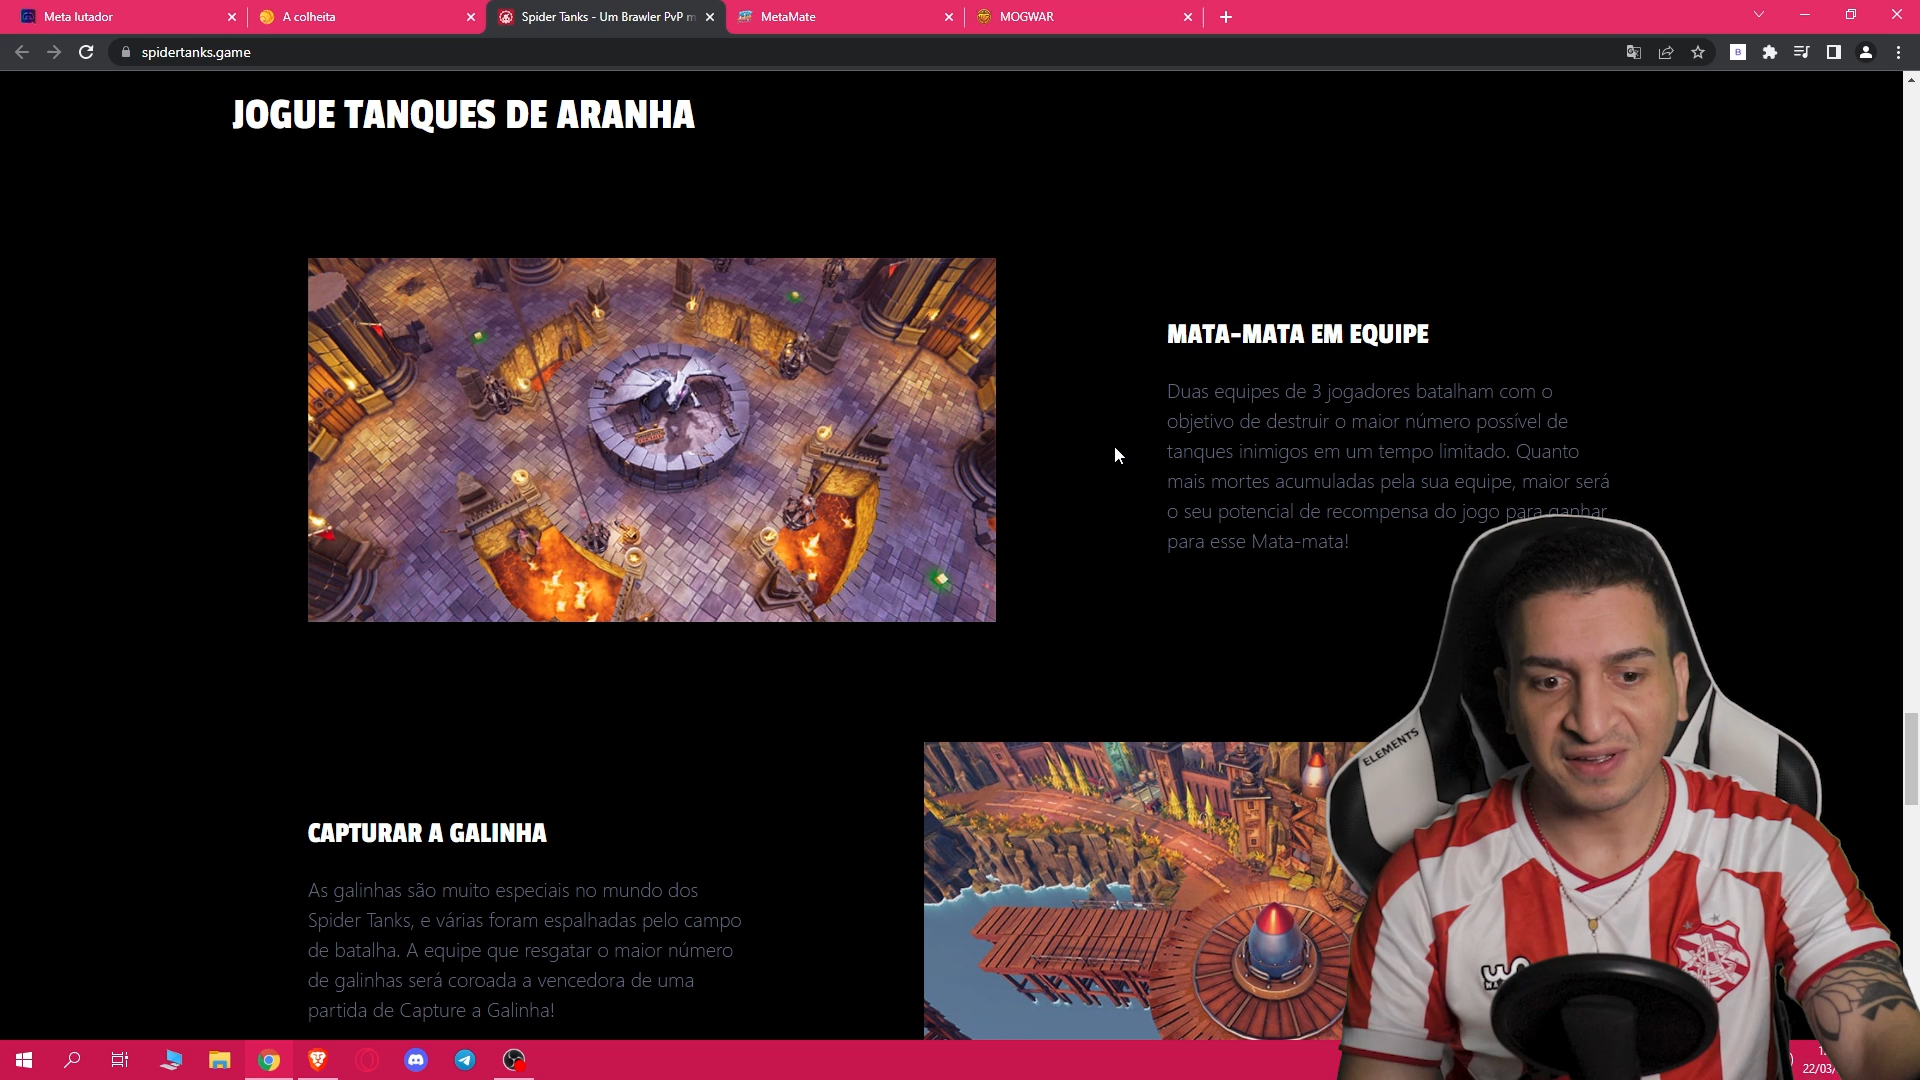 Meta lutador
A colheita
Spider Tanks - Um Brawler PvP m
MetaMate
MOGWAR
spidertanks.game
JOGUE TANQUES DE ARANHA
MATA-MATA EM EQUIPE
Duas equipes de 3 jogadores batalham com o
objetivo de destruir o maior número possível de
tanques inimigos em um tempo limitado. Quanto
mais mortes acumuladas pela sua equipe, maior será
o seu potencial de recompensa do jogo para ganhar
para esse Mata-mata!
ELEMENTS
CAPTURAR A GALINHA
As galinhas são muito especiais no mundo dos
Spider Tanks, e várias foram espalhadas pelo campo
de batalha. A equipe que resgatar o maior número
de galinhas será coroada a vencedora de uma
partida de Capture a Galinha!
22/03/